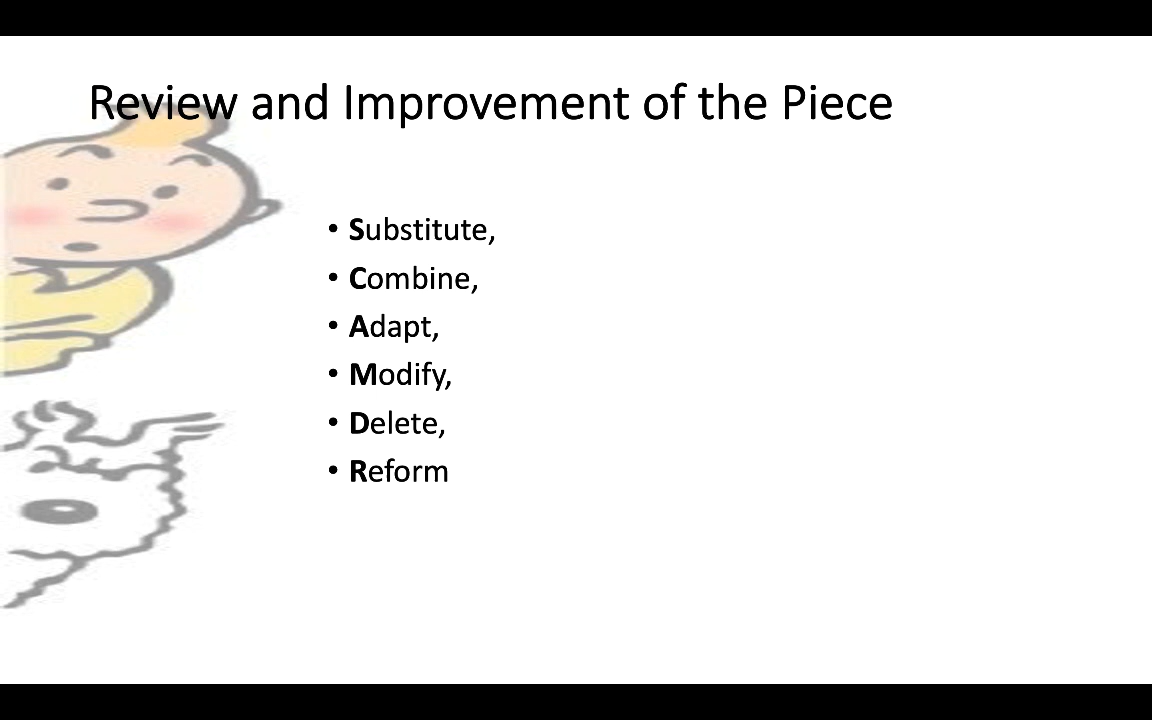 Review and Improvement of the Piece
• Substitute,
• Combine,
• Adapt,
• Modify,
• Delete,
• Reform